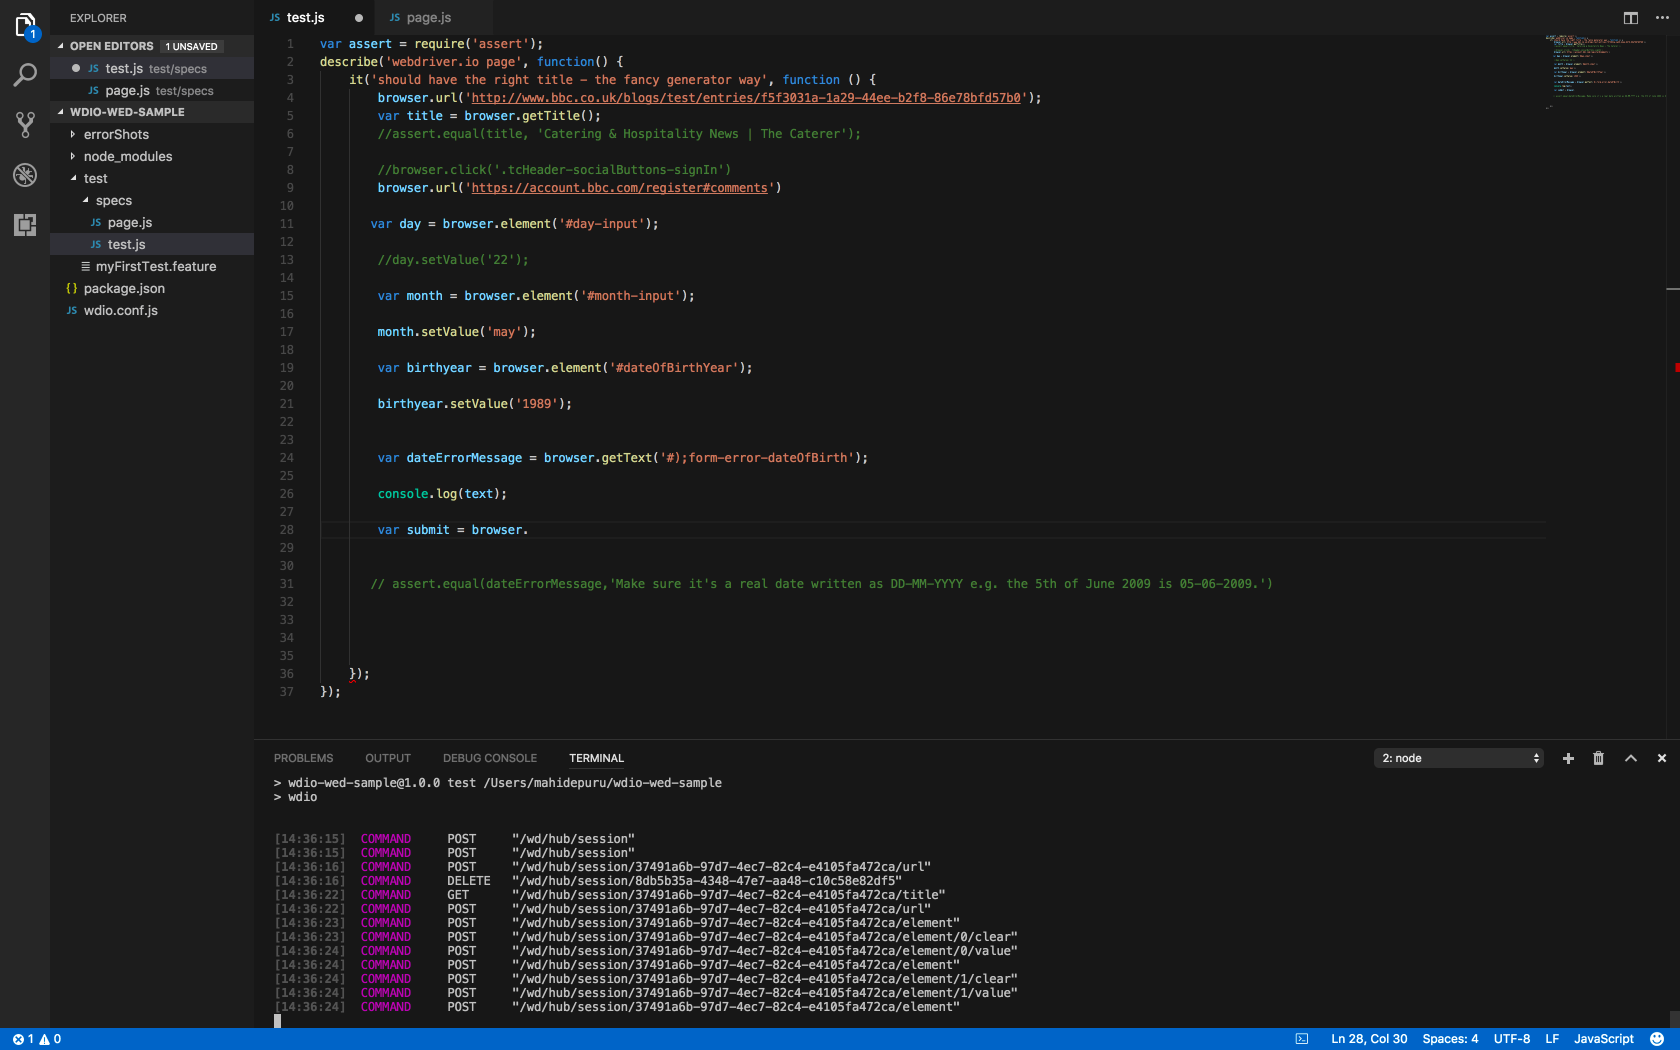 EXPLORER
OPEN EDITORS 1 UNSAVED
JS test.js test/specs
JS page.js test/specs
WDIO-WED-SAMPLE
errorShots
node_modules
test
specs
JS page.js
JS test.js
myFirstTest.feature
{} package.json
JS wdio.conf.js
1
JS test.js
JS page.js
1 var assert = require('assert');
2 describe('webdriver.io page', function() {
3 it('should have the right title - the fancy generator way', function () {
4 browser.url('http://www.bbc.co.uk/blogs/test/entries/f5f3031a-1a29-44ee-b2f8-86e78bfd57b0');
5 var title = browser.getTitle();
6 //assert.equal(title, 'Catering & Hospitality News | The Caterer');
7
8 //browser.click('.tcHeader-socialButtons-signIn')
9 browser.url('https://account.bbc.com/register#comments')
10
11 var day = browser.element('#day-input');
12
13 //day.setValue('22');
14
15 var month = browser.element('#month-input');
16
17 month.setValue('may');
18
19 var birthyear = browser.element('#dateOfBirthYear');
20
21 birthyear.setValue('1989');
22
23
24 var dateErrorMessage = browser.getText('#);form-error-dateOfBirth');
25
26 console.log(text);
27
28 var submit = browser.
29
30
31 // assert.equal(dateErrorMessage,'Make sure it's a real date written as DD-MM-YYYY e.g. the 5th of June 2009 is 05-06-2009.')
32
33
34
35
36 });
37 });
PROBLEMS OUTPUT DEBUG CONSOLE TERMINAL 2: node
> wdio-wed-sample@1.0.0 test /Users/mahidepuru/wdio-wed-sample
> wdio
[14:36:15] COMMAND POST "/wd/hub/session"
[14:36:15] COMMAND POST "/wd/hub/session"
[14:36:16] COMMAND POST "/wd/hub/session/37491a6b-97d7-4ec7-82c4-e4105fa472ca/url"
[14:36:16] COMMAND DELETE "/wd/hub/session/8db5b35a-4348-47e7-aa48-c10c58e82df5"
[14:36:22] COMMAND GET "/wd/hub/session/37491a6b-97d7-4ec7-82c4-e4105fa472ca/title"
[14:36:22] COMMAND POST "/wd/hub/session/37491a6b-97d7-4ec7-82c4-e4105fa472ca/url"
[14:36:23] COMMAND POST "/wd/hub/session/37491a6b-97d7-4ec7-82c4-e4105fa472ca/element"
[14:36:23] COMMAND POST "/wd/hub/session/37491a6b-97d7-4ec7-82c4-e4105fa472ca/element/0/clear"
[14:36:24] COMMAND POST "/wd/hub/session/37491a6b-97d7-4ec7-82c4-e4105fa472ca/element/0/value"
[14:36:24] COMMAND POST "/wd/hub/session/37491a6b-97d7-4ec7-82c4-e4105fa472ca/element"
[14:36:24] COMMAND POST "/wd/hub/session/37491a6b-97d7-4ec7-82c4-e4105fa472ca/element/1/clear"
[14:36:24] COMMAND POST "/wd/hub/session/37491a6b-97d7-4ec7-82c4-e4105fa472ca/element/1/value"
[14:36:24] COMMAND POST "/wd/hub/session/37491a6b-97d7-4ec7-82c4-e4105fa472ca/element"
1 0 Ln 28, Col 30 Spaces: 4 UTF-8 LF JavaScript